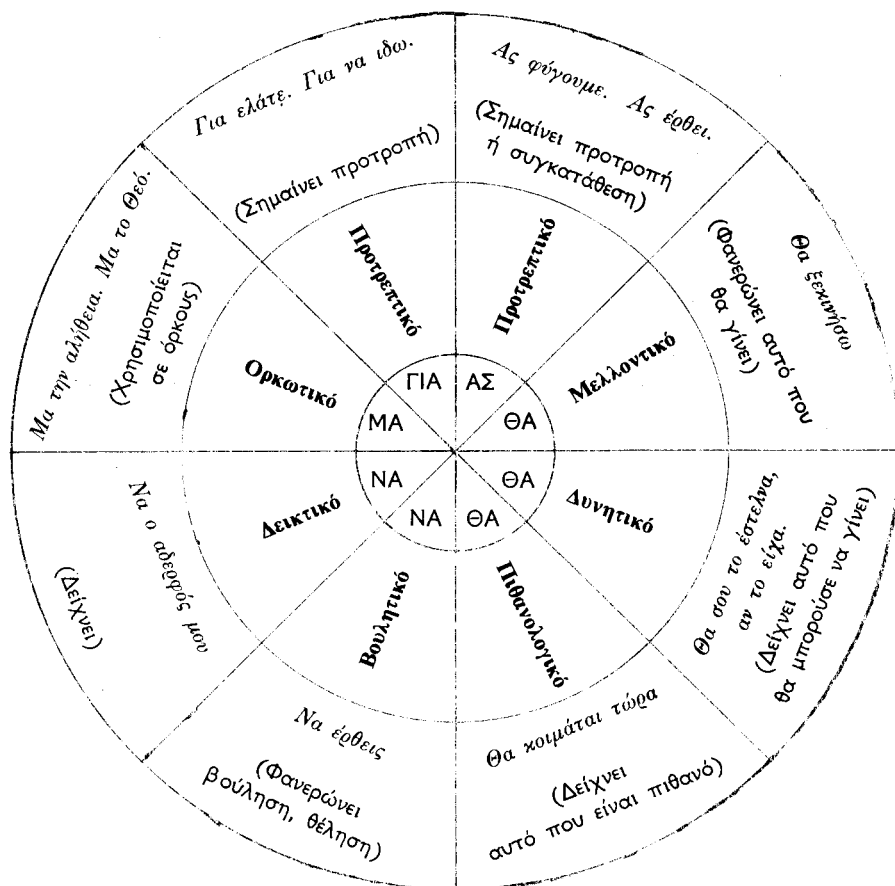 Για ελάτε. Για να ιδω.
(Σημαίνει προτροπή)
Προτρεπτικό
ΓΙΑ
Ας φύγουμε. Ας έρθει.
(Σημαίνει προτροπή
ή συγκατάθεση)
Προτρεπτικό
ΑΣ
Θα ξεκινήσω
(Φανερώνει αυτό που
θα γίνει)
Μελλοντικό
ΘΑ
Θα σου το έστελνα,
αν το είχα.
(Δείχνει αυτό που
θα μπορούσε να γίνει)
Δυνητικό
ΘΑ
Θα κοιμάται τώρα
(Δείχνει
αυτό που είναι πιθανό)
Πιθανολογικό
ΘΑ
Να έρθεις
(Φανερώνει
βούληση, θέληση)
Βουλητικό
ΝΑ
Να ο αδερφός μου
(Δείχνει)
Δεικτικό
ΝΑ
Μα την αλήθεια. Μα το Θεό.
(Χρησιμοποίείται
σε όρκους)
Ορκωτικό
ΜΑ